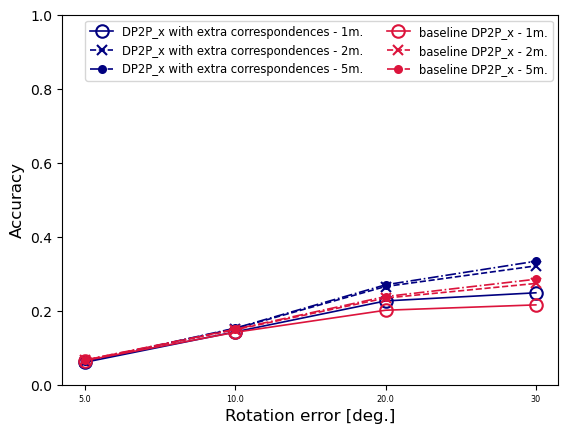 DP2P_x with extra correspondences - 1m.
DP2P_x with extra correspondences - 2m.
DP2P_x with extra correspondences - 5m.
baseline DP2P_x - 1m.
baseline DP2P_x - 2m.
baseline DP2P_x - 5m.
Accuracy
1.0
0.8
0.6
0.4
0.2
0.0
5.0 10.0 20.0 30
Rotation error [deg.]